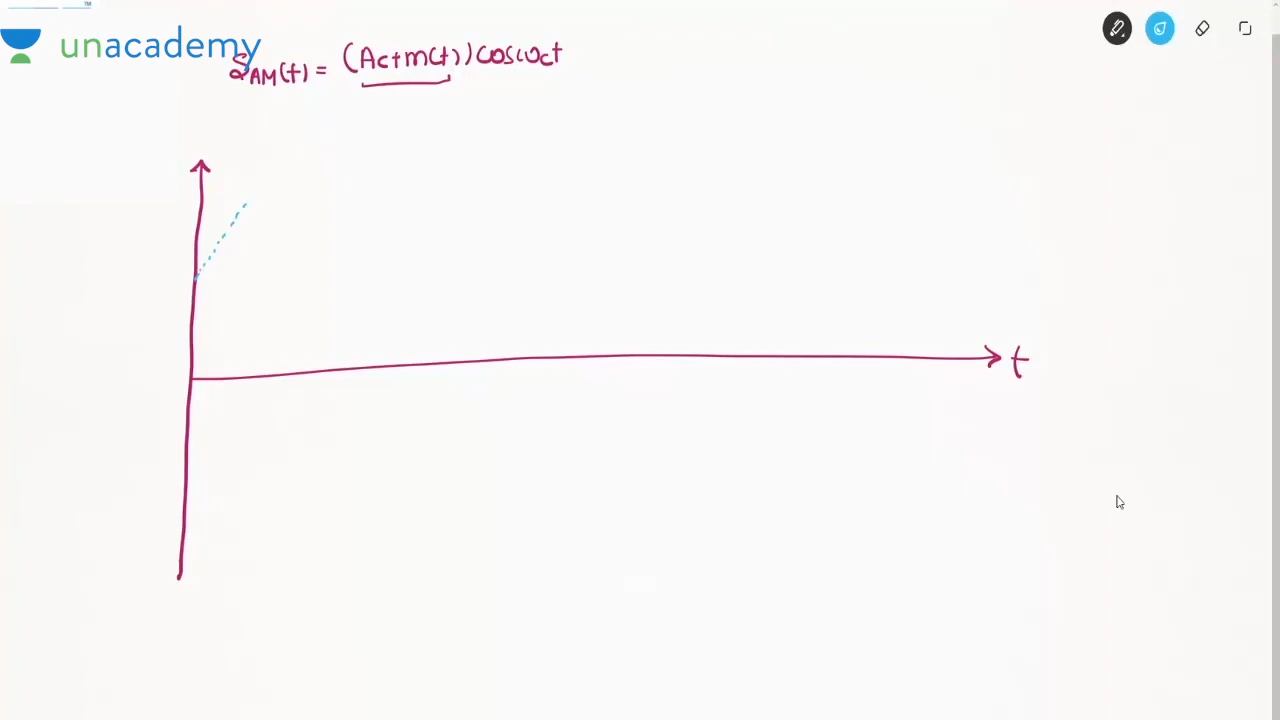 unacademy
S_AM(t) = (Ac+m(t))cosωct
t